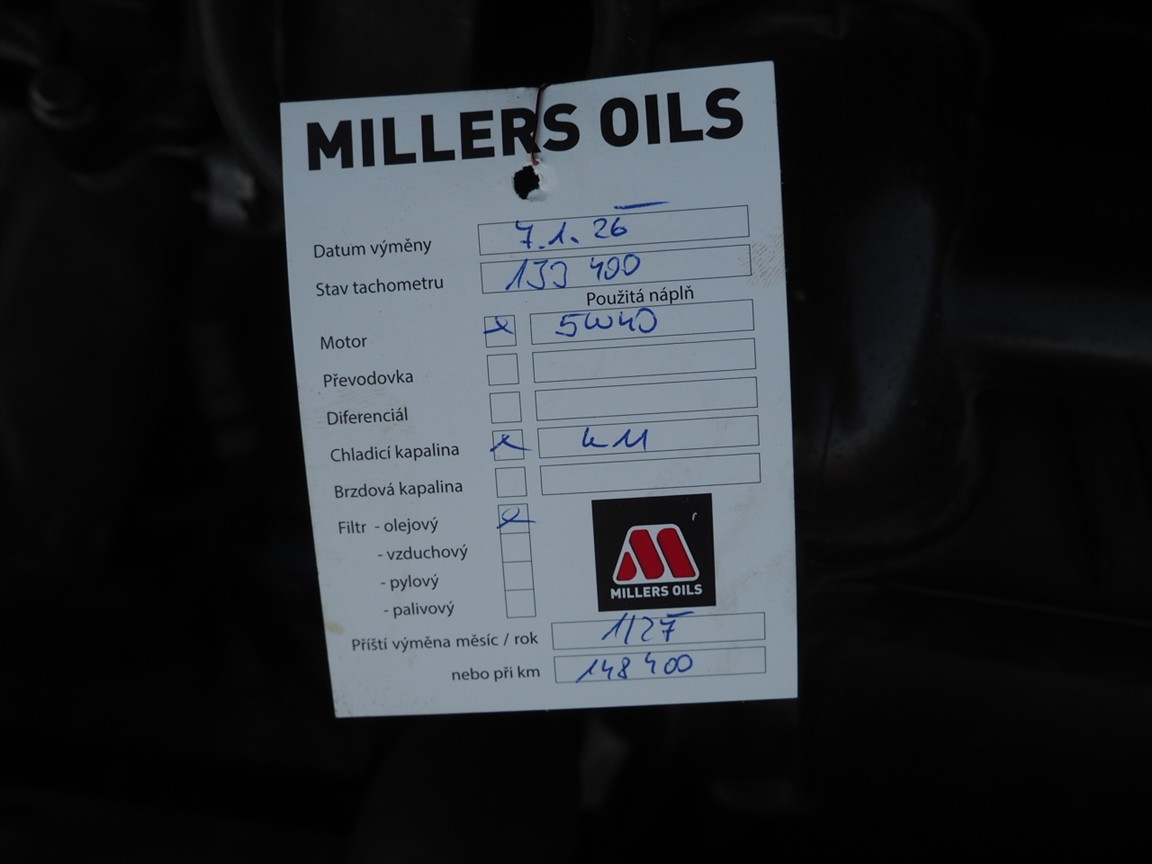 MILLERS OILS
Datum výměny 7.1.26
Stav tachometru 133 400
Použitá náplň
Motor x 5W40
Převodovka
Diferenciál
Chladicí kapalina x
Brzdová kapalina
Filtr - olejový x
- vzduchový
- pylový
- palivový
MILLERS OILS
Příští výměna měsíc / rok 1/27
nebo při km 148 400